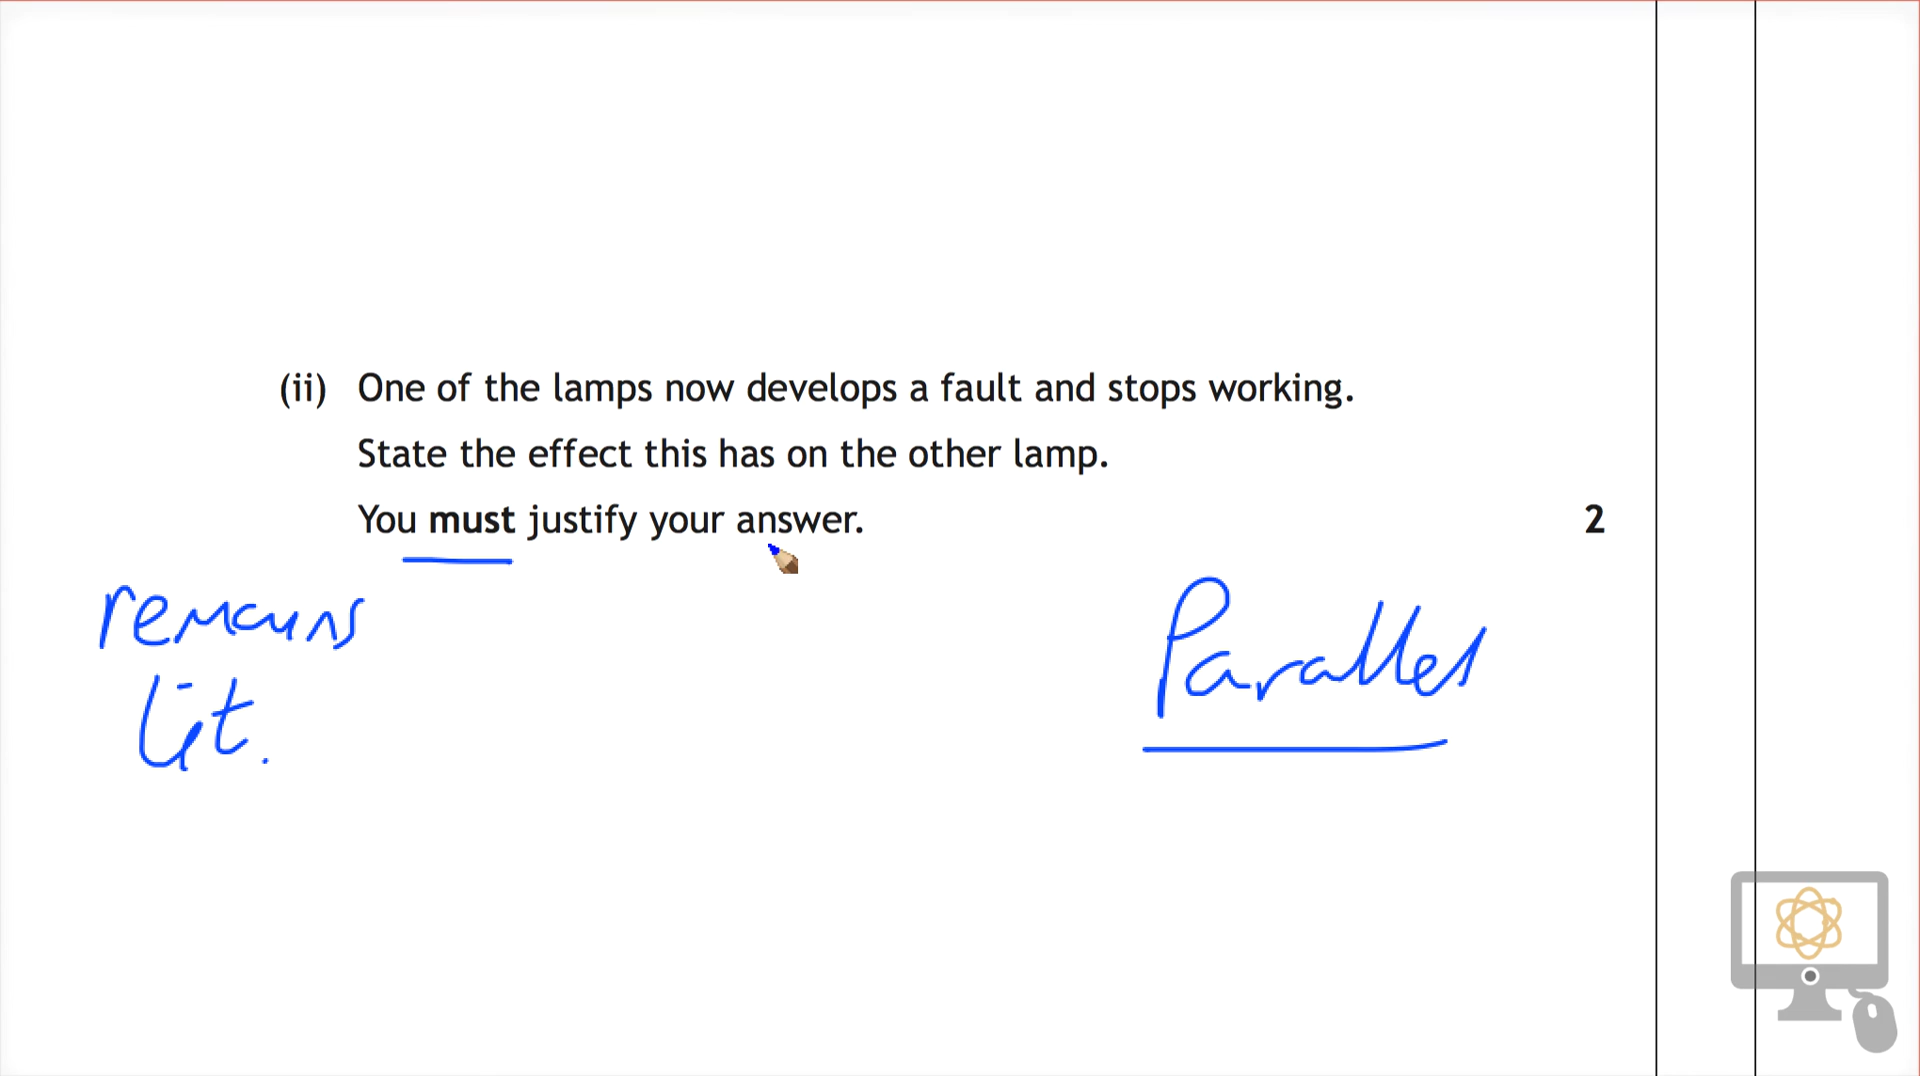 (ii) One of the lamps now develops a fault and stops working.
State the effect this has on the other lamp.
You must justify your answer. 2
remains
lit.
Parallel